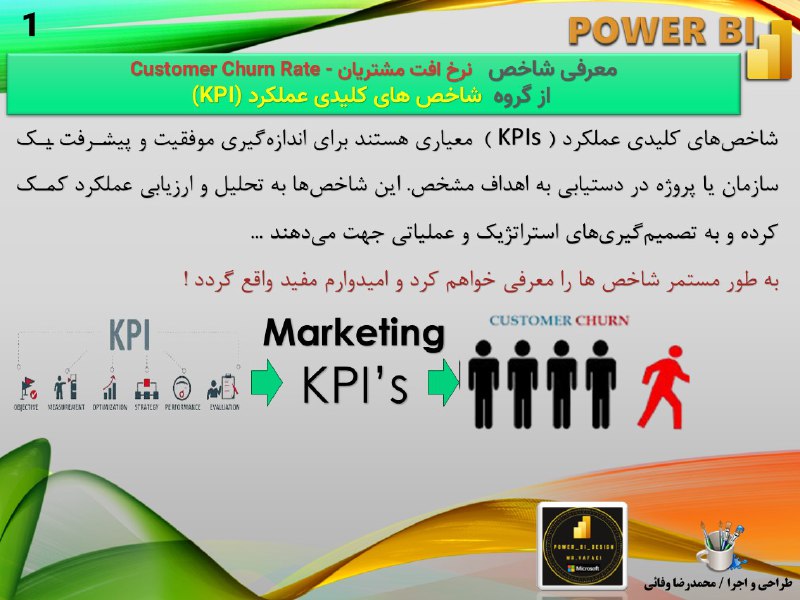 1
POWER BI
معرفی شاخص نرخ افت مشتریان - Customer Churn Rate
از گروه شاخص های کلیدی عملکرد (KPI)
شاخص‌های کلیدی عملکرد ( KPIs ) معیاری هستند برای اندازه‌گیری موفقیت و پیشرفت یک
سازمان یا پروژه در دستیابی به اهداف مشخص. این شاخص‌ها به تحلیل و ارزیابی عملکرد کمک
کرده و به تصمیم‌گیری‌های استراتژیک و عملیاتی جهت می‌دهند ...
به طور مستمر شاخص ها را معرفی خواهم کرد و امیدوارم مفید واقع گردد !
KPI
OBJECTIVE MEASUREMENT OPTIMIZATION STRATEGY PERFORMANCE EVALUATION
Marketing
KPI's
CUSTOMER CHURN
POWER_BI_DESIGN
MR.VAFAEI
Microsoft
طراحی و اجرا / محمدرضا وفائی